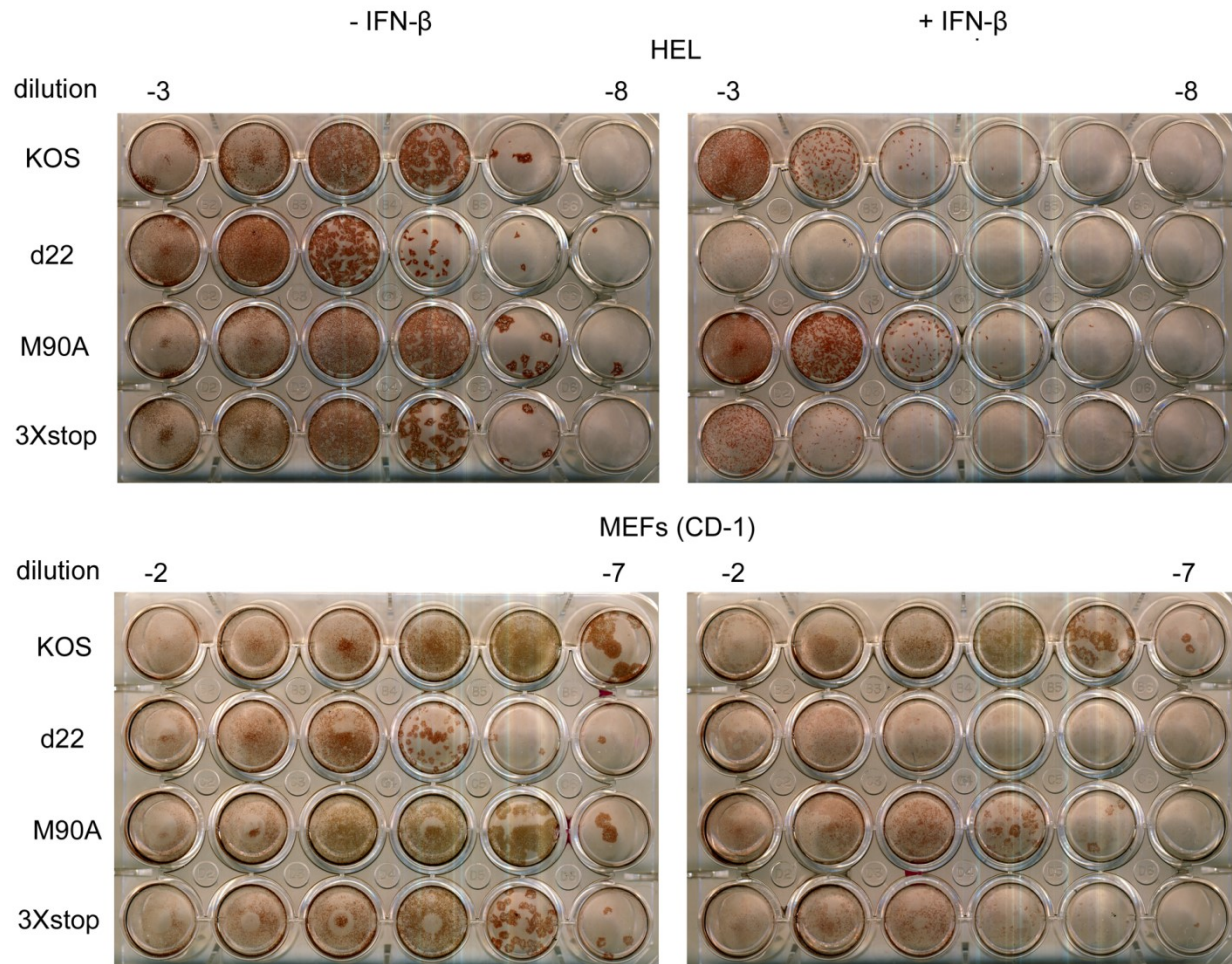 - IFN-β + IFN-β
HEL
dilution -3 -8 -3 -8
KOS
d22
M90A
3Xstop
MEFs (CD-1)
dilution -2 -7 -2 -7
KOS
d22
M90A
3Xstop